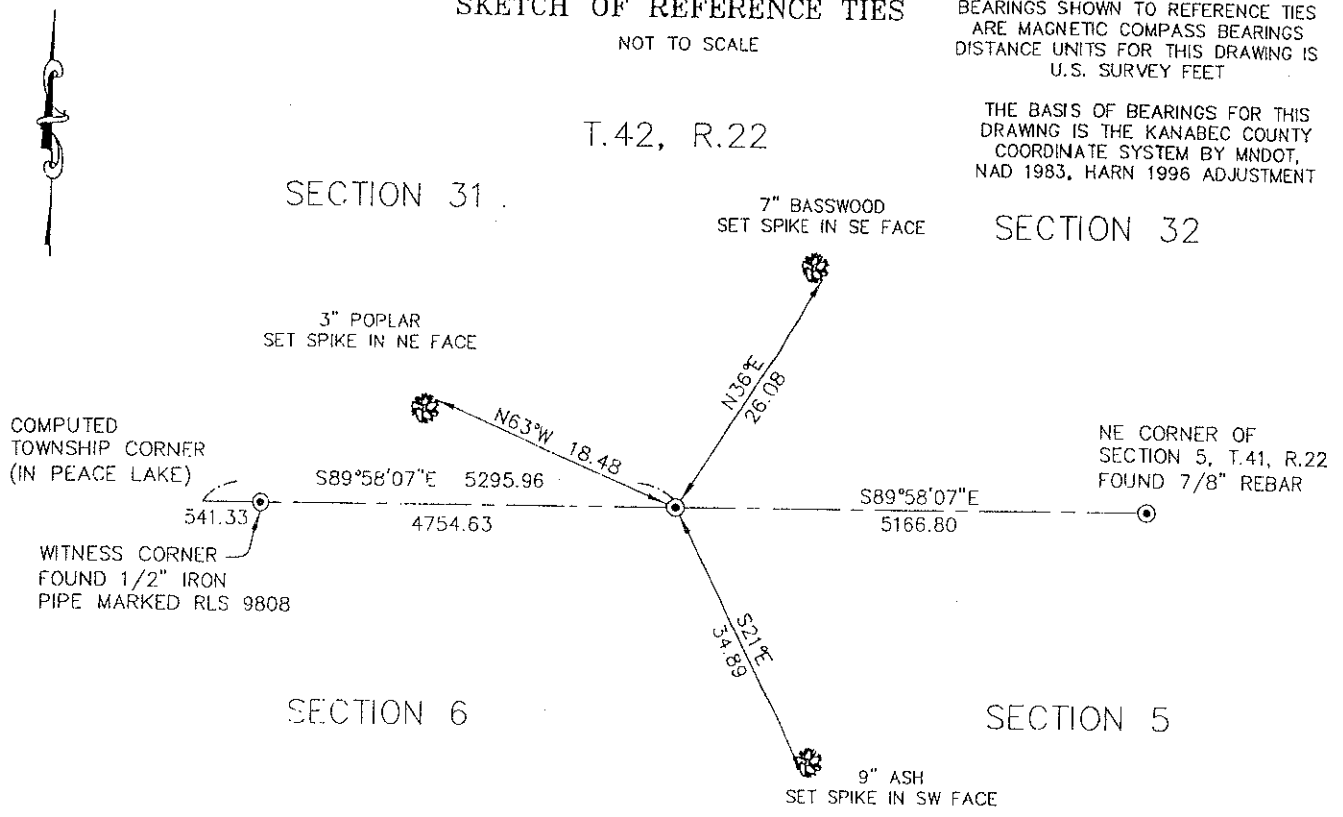 SKETCH OF REFERENCE TIES
NOT TO SCALE
BEARINGS SHOWN TO REFERENCE TIES
ARE MAGNETIC COMPASS BEARINGS
DISTANCE UNITS FOR THIS DRAWING IS
U.S. SURVEY FEET
THE BASIS OF BEARINGS FOR THIS
DRAWING IS THE KANABEC COUNTY
COORDINATE SYSTEM BY MNDOT,
NAD 1983, HARN 1996 ADJUSTMENT
T.42, R.22
SECTION 31
7" BASSWOOD
SET SPIKE IN SE FACE
SECTION 32
3" POPLAR
SET SPIKE IN NE FACE
N36°E
26.08
N63°W 18.48
COMPUTED
TOWNSHIP CORNER
(IN PEACE LAKE)
S89°58'07"E 5295.96
541.33
4754.63
S89°58'07"E
5166.80
NE CORNER OF
SECTION 5, T.41, R.22
FOUND 7/8" REBAR
WITNESS CORNER
FOUND 1/2" IRON
PIPE MARKED RLS 9808
S21°E
34.89
SECTION 6
SECTION 5
9" ASH
SET SPIKE IN SW FACE